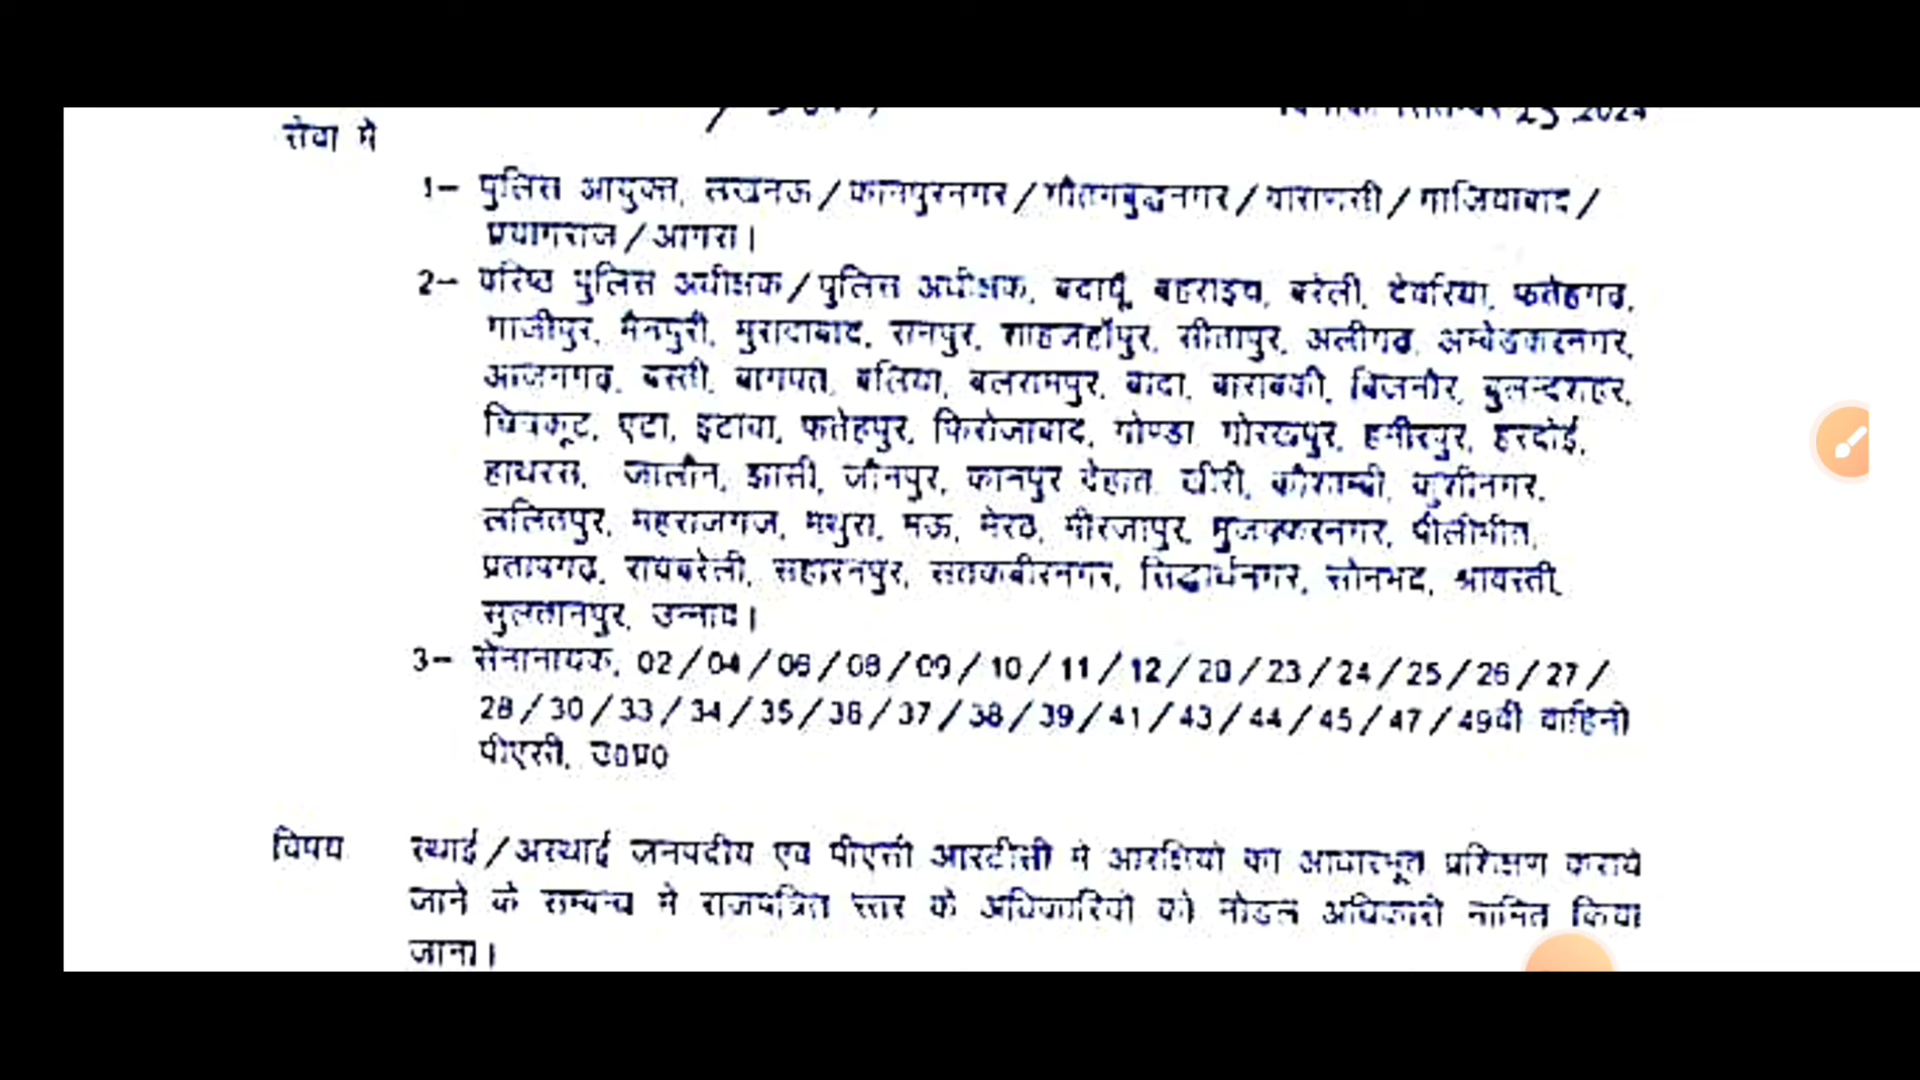 सेवा में
1- पुलिस आयुक्त, लखनऊ/कानपुरनगर/गौतमबुद्धनगर/वाराणसी/गाजियाबाद/
प्रयागराज/आगरा।
2- वरिष्ठ पुलिस अधीक्षक/पुलिस अधीक्षक, बदायूं, बहराइच, बरेली, देवरिया, फतेहगढ,
गाजीपुर, मैनपुरी, मुरादाबाद, रामपुर, शाहजहॉपुर, सीतापुर, अलीगढ, अम्बेडकरनगर,
आजमगढ, बस्ती, बागपत, बलिया, बलरामपुर, बांदा, बाराबंकी, बिजनौर, बुलन्दशहर,
चित्रकूट, एटा, इटावा, फतेहपुर, फिरोजाबाद, गोण्डा, गोरखपुर, हमीरपुर, हरदोई,
हाथरस, जालौन, झांसी, जौनपुर, कानपुर देहात, खीरी, कौशाम्बी, कुशीनगर,
ललितपुर, महराजगंज, मथुरा, मऊ, मेरठ, मीरजापुर, मुजफ्फरनगर, पीलीभीत,
प्रतापगढ, रायबरेली, सहारनपुर, संतकबीरनगर, सिद्धार्थनगर, सोनभद्र, श्रावस्ती,
सुलतानपुर, उन्नाव।
3- सेनानायक, 02/04/06/08/09/10/11/12/20/23/24/25/26/27/
28/30/33/34/35/36/37/38/39/41/43/44/45/47/49वी वाहिनी
पीएसी, उ0प्र0
विषय स्थाई/अस्थाई जनपदीय एवं पीएसी आरटीसी में आरक्षियों का आधारभूत प्रशिक्षण कराये
जाने के सम्बन्ध में राजपत्रित स्तर के अधिकारियों को नोडल अधिकारी नामित किया
जाना।